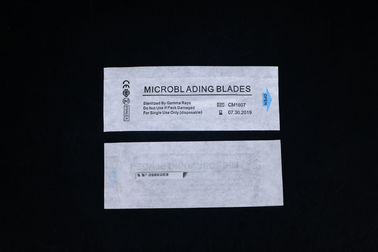 MICROBLADING BLADES
Sterilized By Gamma Rays
Do Not Use If Pack Damaged
For Single Use Only (disposable)
CM1607
07.30.2019
OPEN